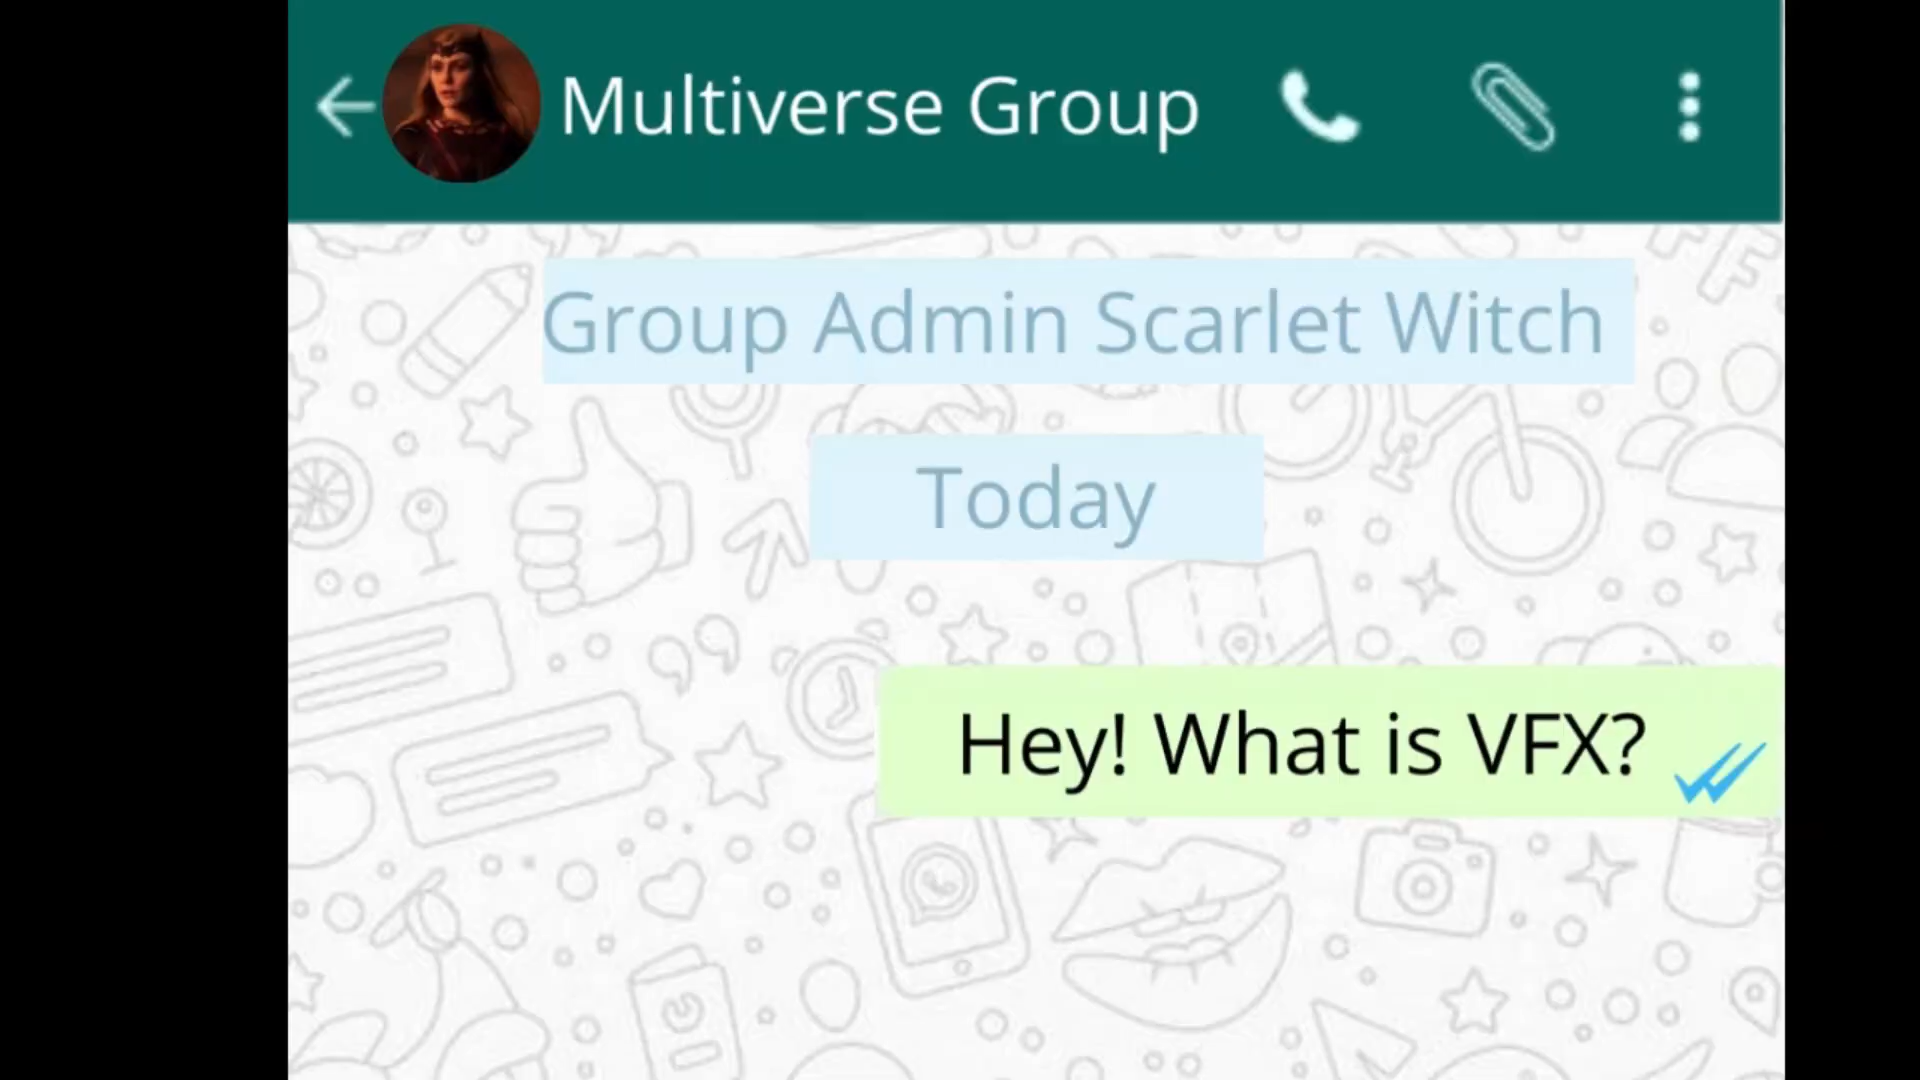 Multiverse Group
Group Admin Scarlet Witch
Today
Hey! What is VFX?